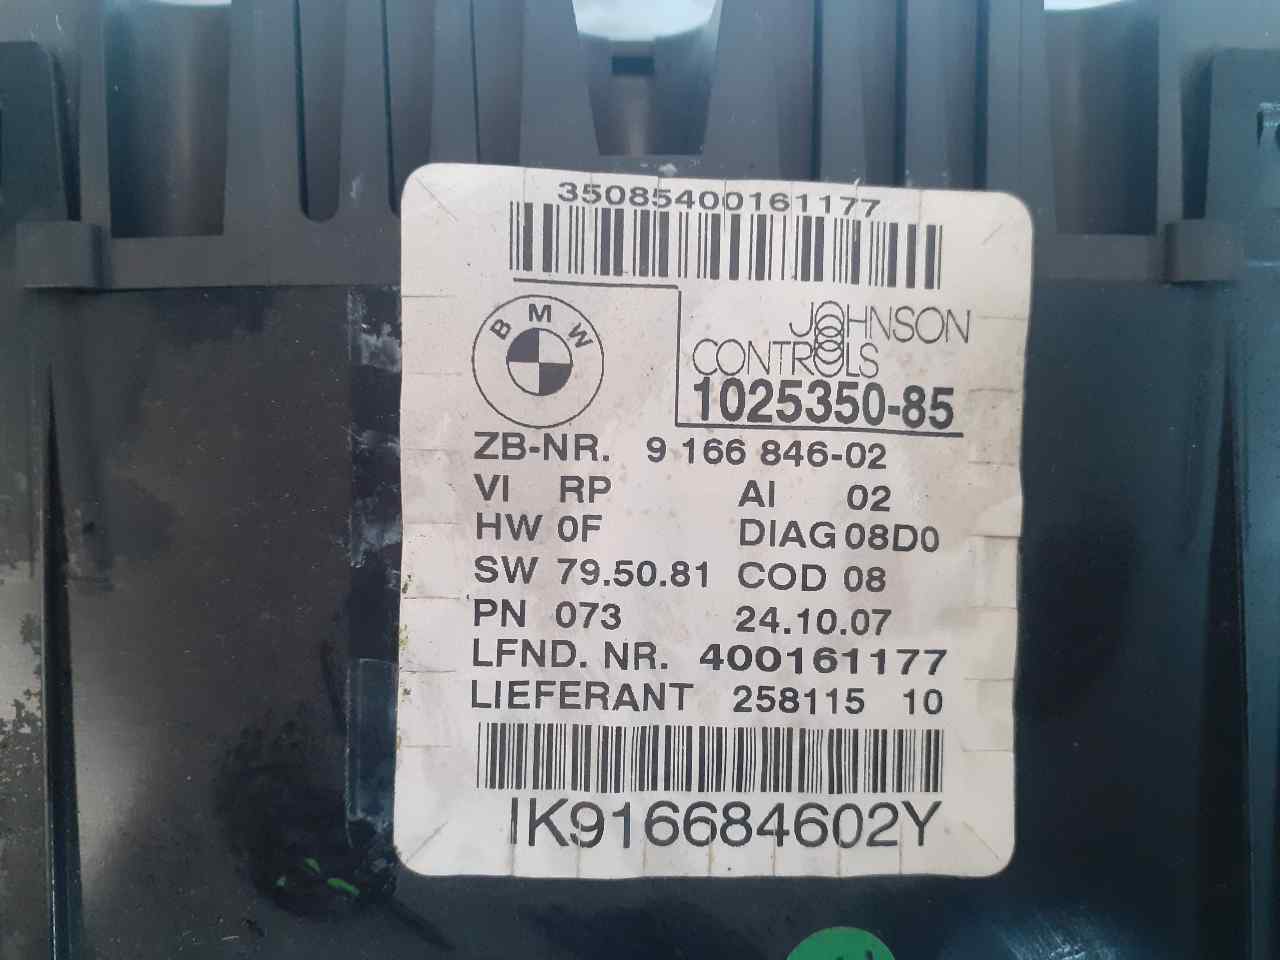 35085400161177
BMW
JOHNSON
CONTROLS
1025350-85
ZB-NR. 9 166 846-02
VI RP AI 02
HW 0F DIAG 08D0
SW 79.50.81 COD 08
PN 073 24.10.07
LFND. NR. 400161177
LIEFERANT 258115 10
IK916684602Y